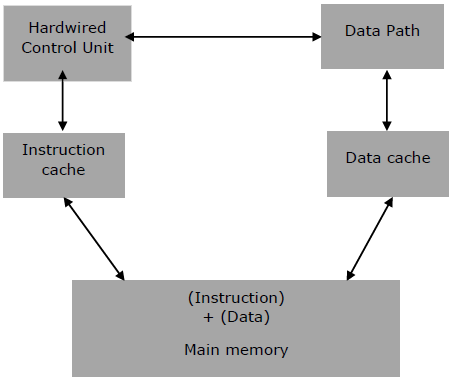 Hardwired
Control Unit
Data Path
Instruction
cache
Data cache
(Instruction)
+ (Data)
Main memory